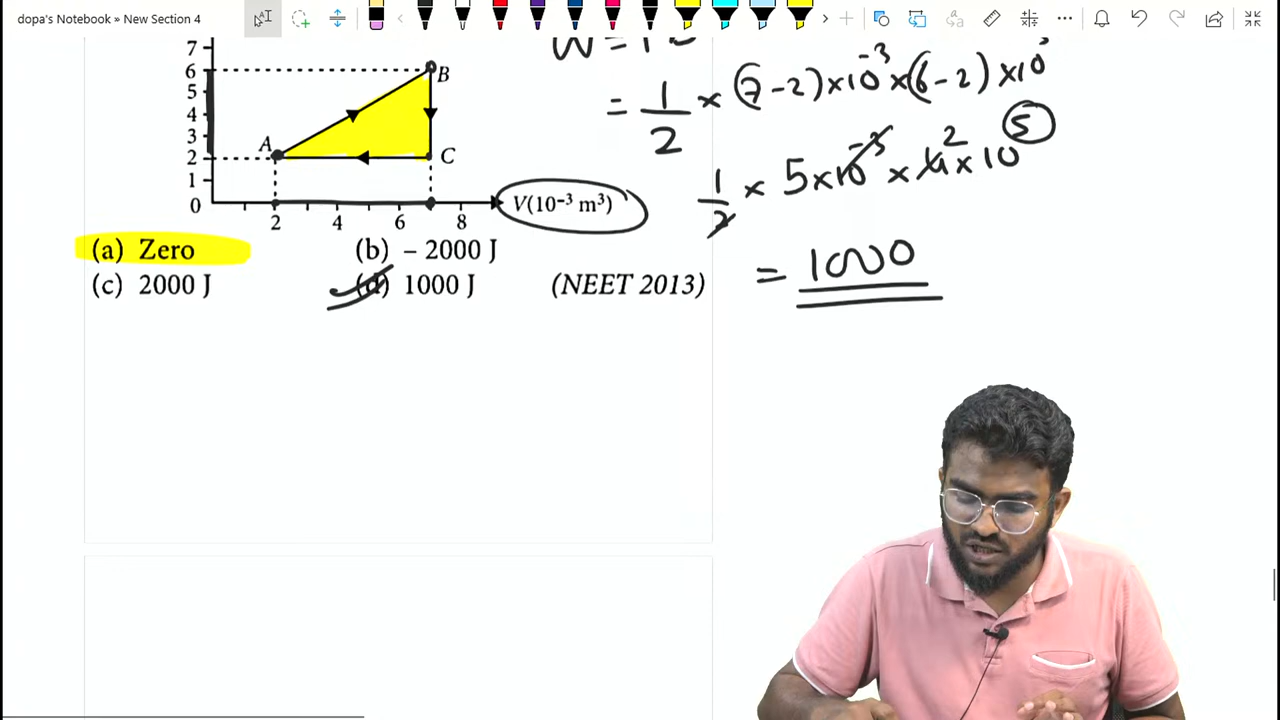 dopa's Notebook » New Section 4
7
6
5
4
3
2
1
0
A
B
C
2 4 6 8
V(10⁻³ m³)
(a) Zero (b) – 2000 J
(c) 2000 J (d) 1000 J (NEET 2013)
= 1/2 × (7-2)×10⁻³×(6-2)×10⁵
1/2 × 5×10⁻³ × 4² × 10⁵
= 1000